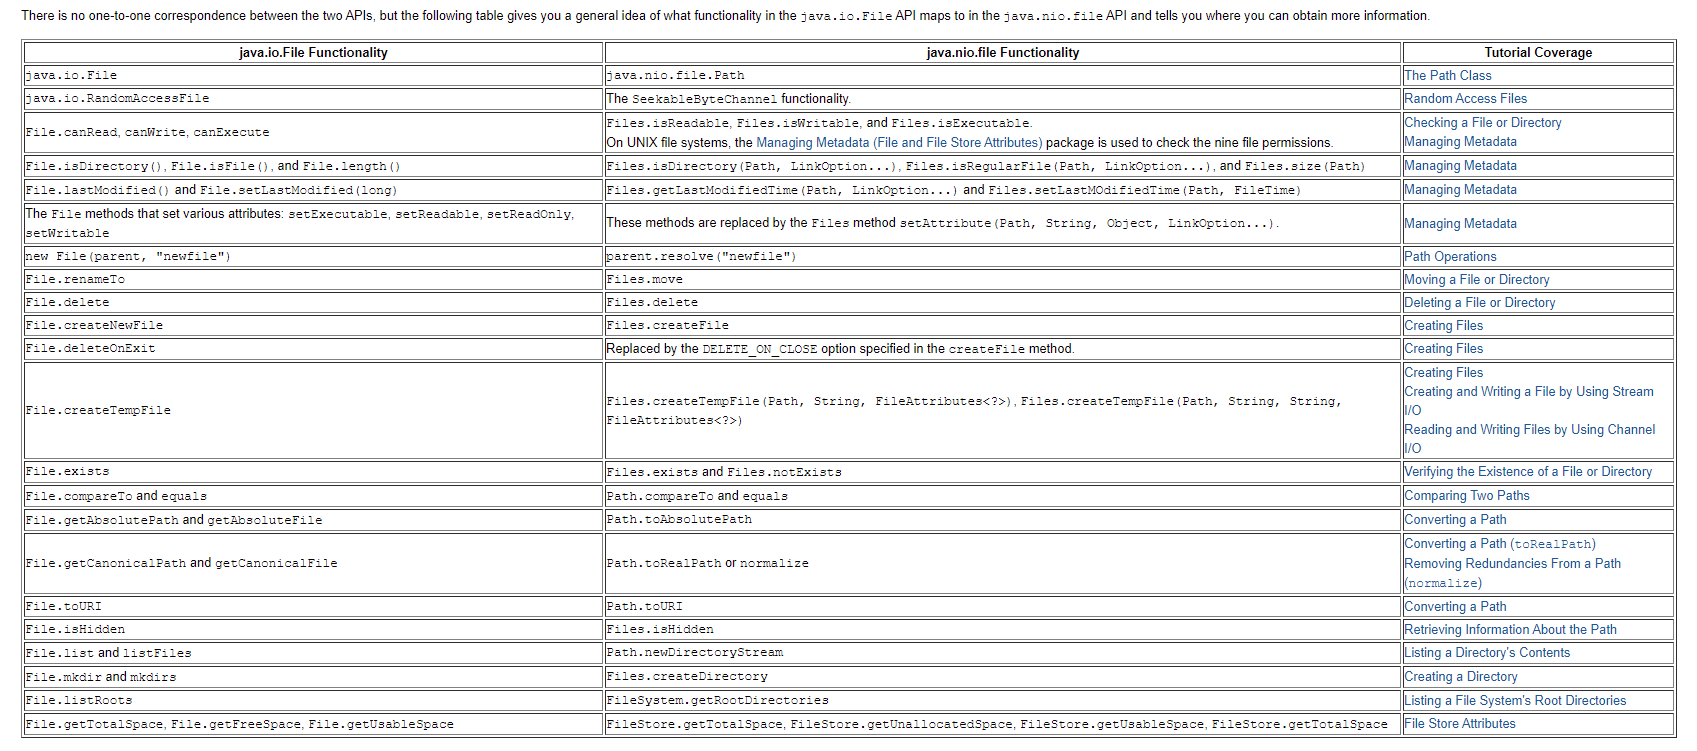 There is no one-to-one correspondence between the two APIs, but the following table gives you a general idea of what functionality in the java.io.File API maps to in the java.nio.file API and tells you where you can obtain more information.
java.io.File Functionality
java.nio.file Functionality
Tutorial Coverage
java.io.File
java.nio.file.Path
The Path Class
java.io.RandomAccessFile
The SeekableByteChannel functionality.
Random Access Files
File.canRead, canWrite, canExecute
Files.isReadable, Files.isWritable, and Files.isExecutable.
On UNIX file systems, the Managing Metadata (File and File Store Attributes) package is used to check the nine file permissions.
Checking a File or Directory
Managing Metadata
File.isDirectory(), File.isFile(), and File.length()
Files.isDirectory(Path, LinkOption...), Files.isRegularFile(Path, LinkOption...), and Files.size(Path)
Managing Metadata
File.lastModified() and File.setLastModified(long)
Files.getLastModifiedTime(Path, LinkOption...) and Files.setLastMOdifiedTime(Path, FileTime)
Managing Metadata
The File methods that set various attributes: setExecutable, setReadable, setReadOnly,
setWritable
These methods are replaced by the Files method setAttribute(Path, String, Object, LinkOption...).
Managing Metadata
new File(parent, "newfile")
parent.resolve("newfile")
Path Operations
File.renameTo
Files.move
Moving a File or Directory
File.delete
Files.delete
Deleting a File or Directory
File.createNewFile
Files.createFile
Creating Files
File.deleteOnExit
Replaced by the DELETE_ON_CLOSE option specified in the createFile method.
Creating Files
File.createTempFile
Files.createTempFile(Path, String, FileAttributes<?>), Files.createTempFile(Path, String, String,
FileAttributes<?>)
Creating Files
Creating and Writing a File by Using Stream
I/O
Reading and Writing Files by Using Channel
I/O
File.exists
Files.exists and Files.notExists
Verifying the Existence of a File or Directory
File.compareTo and equals
Path.compareTo and equals
Comparing Two Paths
File.getAbsolutePath and getAbsoluteFile
Path.toAbsolutePath
Converting a Path
File.getCanonicalPath and getCanonicalFile
Path.toRealPath or normalize
Converting a Path (toRealPath)
Removing Redundancies From a Path
(normalize)
File.toURI
Path.toURI
Converting a Path
File.isHidden
Files.isHidden
Retrieving Information About the Path
File.list and listFiles
Path.newDirectoryStream
Listing a Directory's Contents
File.mkdir and mkdirs
Files.createDirectory
Creating a Directory
File.listRoots
FileSystem.getRootDirectories
Listing a File System's Root Directories
File.getTotalSpace, File.getFreeSpace, File.getUsableSpace
FileStore.getTotalSpace, FileStore.getUnallocatedSpace, FileStore.getUsableSpace, FileStore.getTotalSpace
File Store Attributes